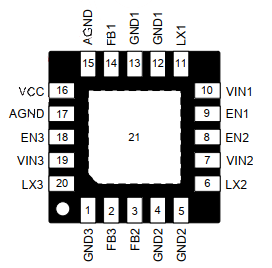 AGND FB1 GND1 GND1 LX1
15 14 13 12 11
VCC 16 10 VIN1
AGND 17 9 EN1
EN3 18 21 8 EN2
VIN3 19 7 VIN2
LX3 20 6 LX2
1 2 3 4 5
GND3 FB3 FB2 GND2 GND2